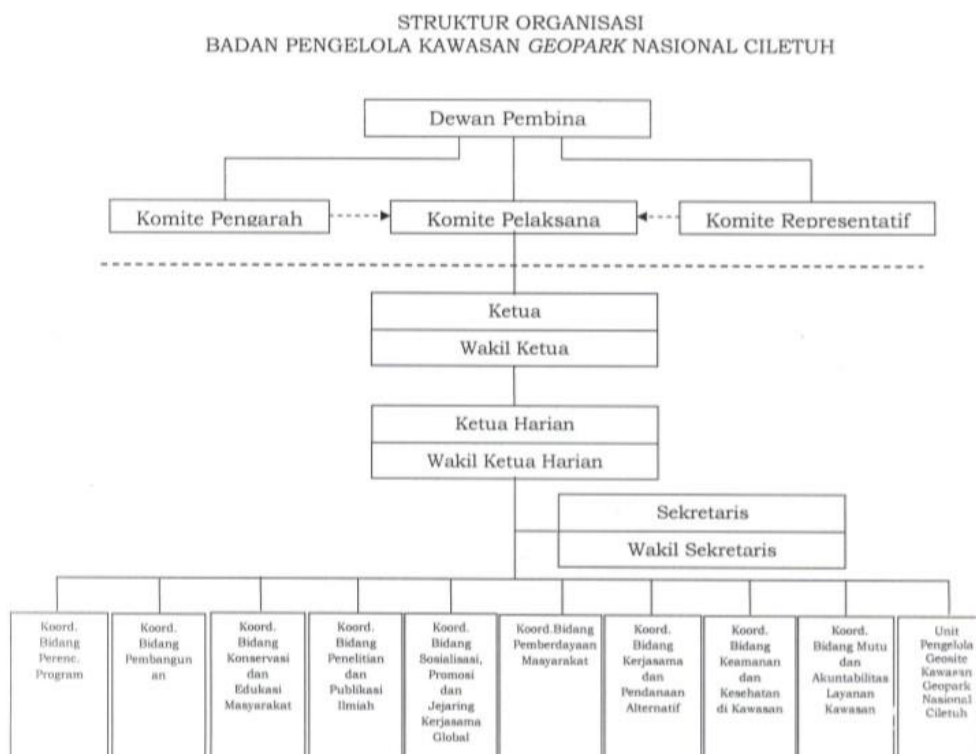 STRUKTUR ORGANISASI
BADAN PENGELOLA KAWASAN GEOPARK NASIONAL CILETUH
Dewan Pembina
Komite Pengarah
Komite Pelaksana
Komite Representatif
Ketua
Wakil Ketua
Ketua Harian
Wakil Ketua Harian
Sekretaris
Wakil Sekretaris
Koord.
Bidang
Perenc.
Program
Koord.
Bidang
Pembangun
an
Koord.
Bidang
Konservasi
dan
Edukasi
Masyarakat
Koord.
Bidang
Penelitian
dan
Publikasi
Ilmiah
Koord.
Bidang
Sosialisasi,
Promosi
dan
Jejaring
Kerjasama
Global
Koord.Bidang
Pemberdayaan
Masyarakat
Koord.
Bidang
Kerjasama
dan
Pendanaan
Alternatif
Koord.
Bidang
Keamanan
dan
Kesehatan
di Kawasan
Koord.
Bidang Mutu
dan
Akuntabilitas
Layanan
Kawasan
Unit
Pengelola
Geosite
Kawasan
Geopark
Nasional
Ciletuh